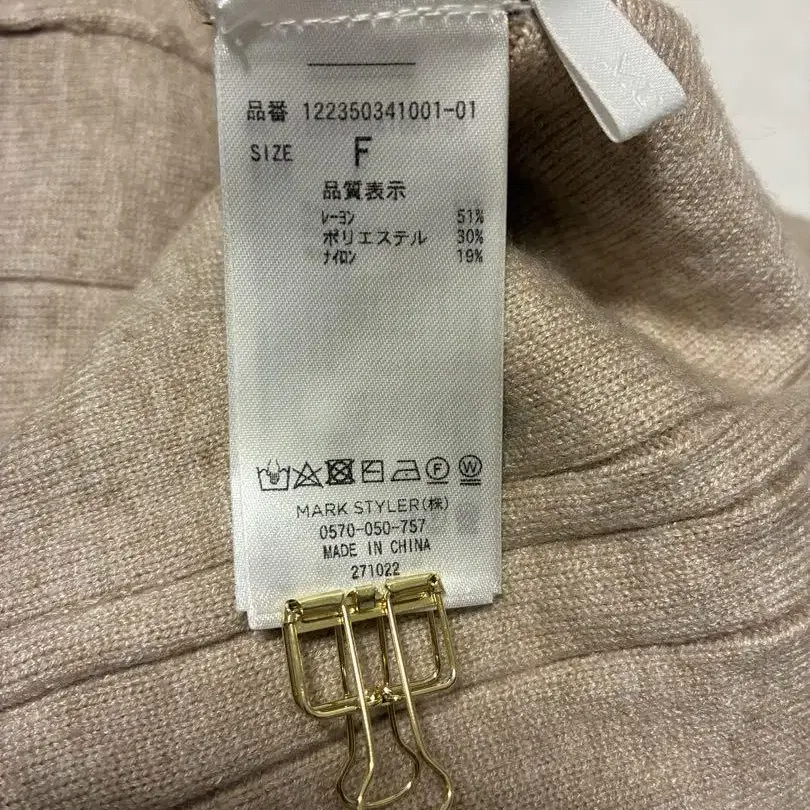 品番 122350341001-01
SIZE F
品質表示
レーヨン 51%
ポリエステル 30%
ナイロン 19%
F W
MARK STYLER(株)
0570-050-757
MADE IN CHINA
271022